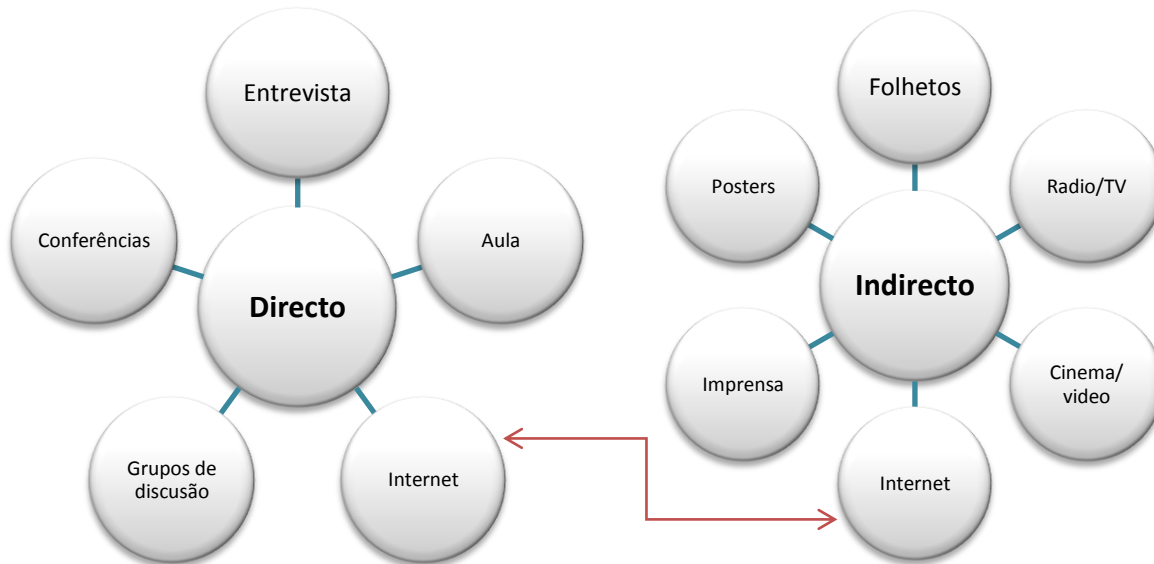 Entrevista
Conferências
Aula
Directo
Grupos de
discusão
Internet
Folhetos
Posters
Radio/TV
Indirecto
Imprensa
Cinema/
video
Internet